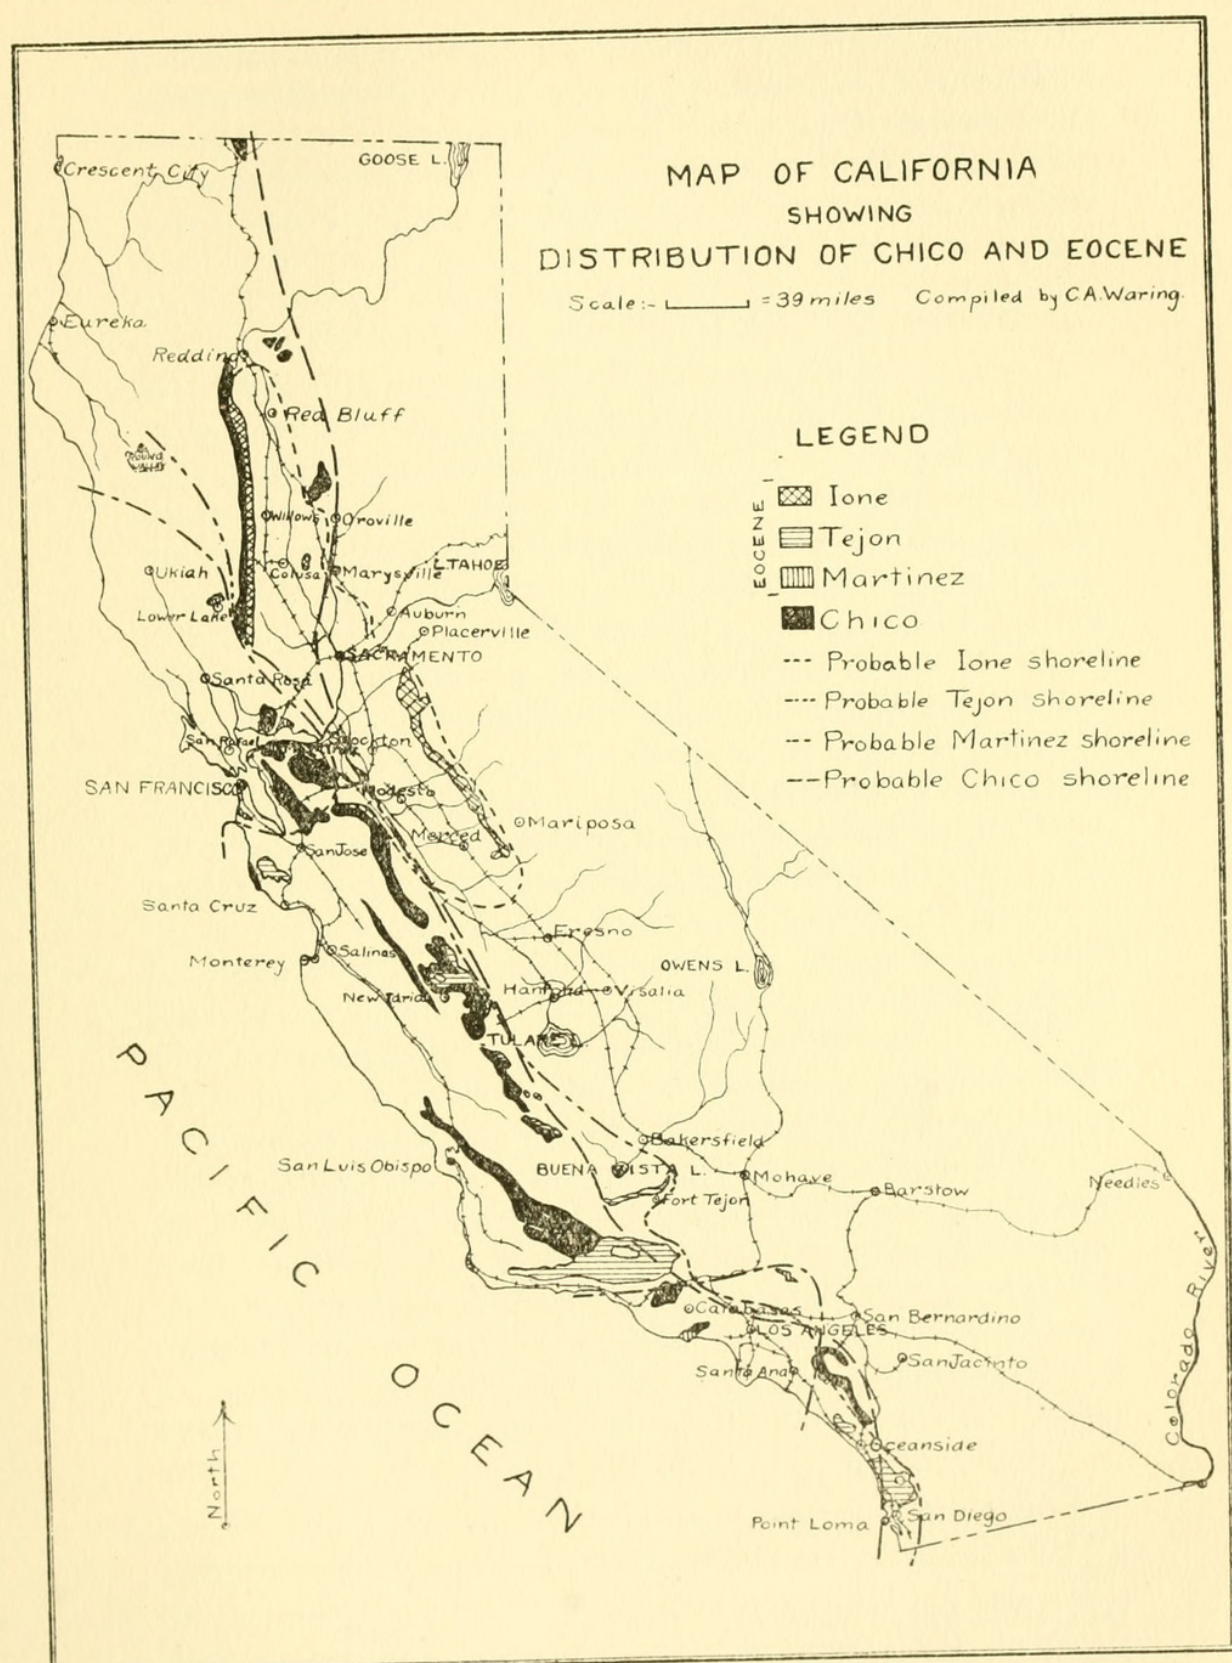 MAP OF CALIFORNIA
SHOWING
DISTRIBUTION OF CHICO AND EOCENE
Scale:- = 39 miles Compiled by C.A.Waring.
LEGEND
EOCENE
Ione
Tejon
Martinez
Chico
--- Probable Ione shoreline
-··- Probable Tejon shoreline
--- Probable Martinez shoreline
-- Probable Chico shoreline
Crescent City
GOOSE L.
Eureka
Redding
Red Bluff
Round
Willows
Oroville
Ukiah
Colusa
Marysville
L.TAHOE
Lower Lake
Auburn
Placerville
SACRAMENTO
Santa Rosa
San Rafael
Stockton
SAN FRANCISCO
Modesto
Mariposa
Merced
San Jose
Santa Cruz
Fresno
Salinas
Monterey
OWENS L.
New Idria
Hanford
Visalia
TULARE L.
Bakersfield
San Luis Obispo
BUENA VISTA L.
Mohave
Barstow
Needles
Fort Tejon
Calabasas
San Bernardino
LOS ANGELES
San Jacinto
Santa Ana
Oceanside
Point Loma
San Diego
Colorado River
PACIFIC OCEAN
North